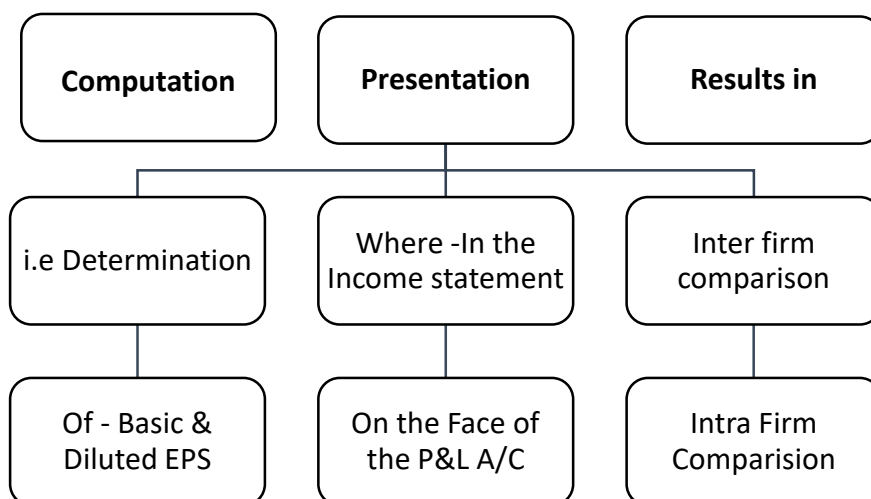 Computation
Presentation
Results in
i.e Determination
Where -In the
Income statement
Inter firm
comparison
Of - Basic &
Diluted EPS
On the Face of
the P&L A/C
Intra Firm
Comparision